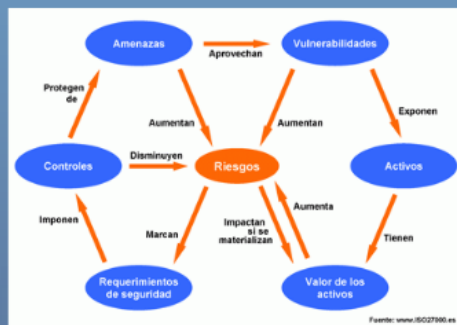 Amenazas
Aprovechan
Vulnerabilidades
Protegen
de
Aumentan
Aumentan
Exponen
Controles
Disminuyen
Riesgos
Activos
Imponen
Marcan
Impactan
si se
materializan
Aumenta
Tienen
Requerimientos
de seguridad
Valor de los
activos
Fuente: www.ISO27000.es